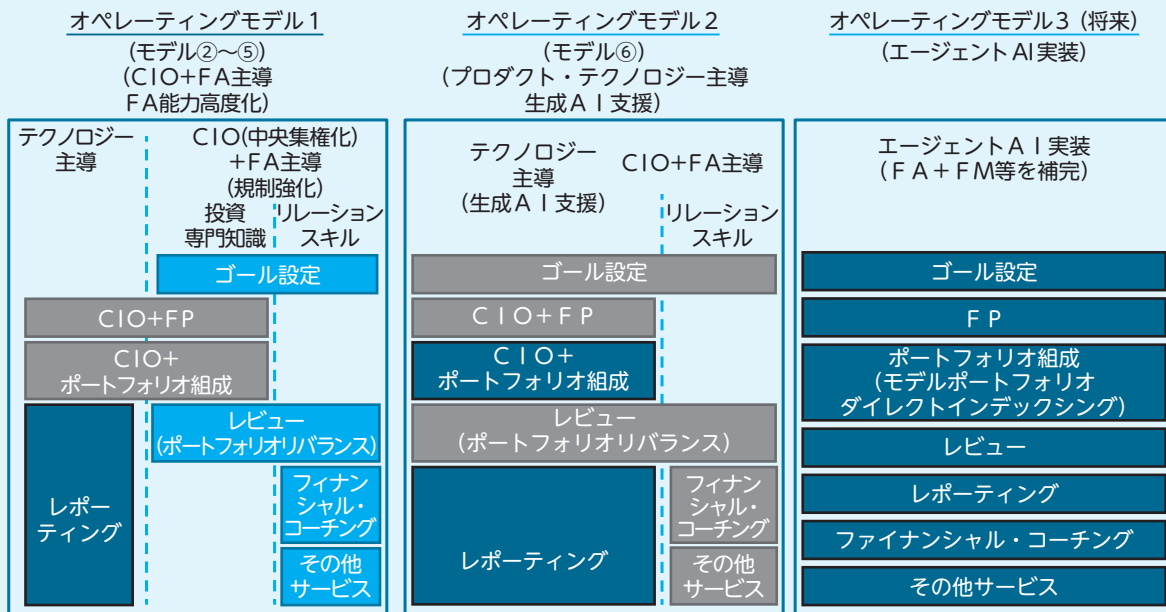 オペレーティングモデル1
(モデル②〜⑤)
(CIO+FA主導
FA能力高度化)
テクノロジー
主導
CIO(中央集権化)
+FA主導
(規制強化)
投資
専門知識
リレーション
スキル
ゴール設定
CIO+FP
CIO+
ポートフォリオ組成
レポー
ティング
レビュー
(ポートフォリオリバランス)
フィナン
シャル・
コーチング
その他
サービス
オペレーティングモデル2
(モデル⑥)
(プロダクト・テクノロジー主導
生成AI支援)
テクノロジー
主導
(生成AI支援)
CIO+FA主導
リレーション
スキル
ゴール設定
CIO+FP
CIO+
ポートフォリオ組成
レビュー
(ポートフォリオリバランス)
レポーティング
フィナン
シャル・
コーチング
その他
サービス
オペレーティングモデル3(将来)
(エージェントAI実装)
エージェントAI実装
(FA+FM等を補完)
ゴール設定
FP
ポートフォリオ組成
(モデルポートフォリオ
ダイレクトインデックシング)
レビュー
レポーティング
ファイナンシャル・コーチング
その他サービス